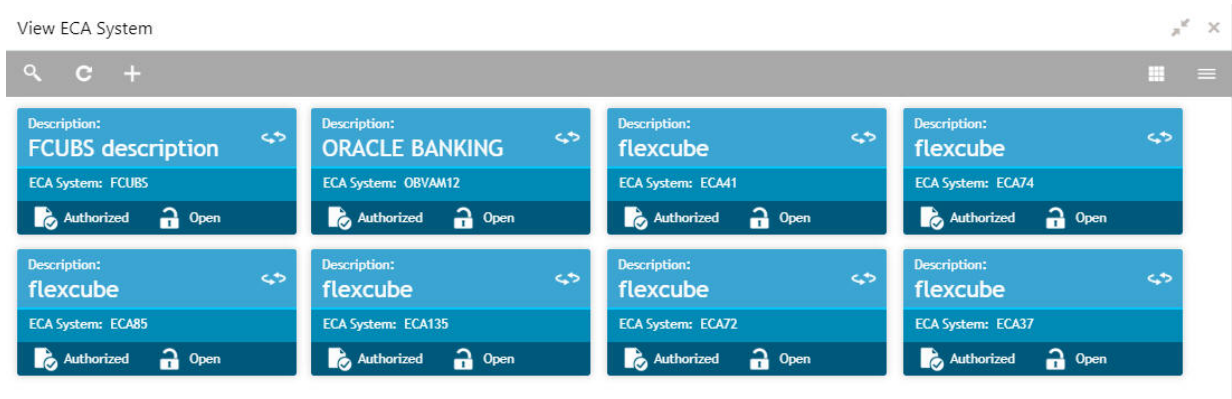 View ECA System
Description: Description: Description: Description:
FCUBS description ORACLE BANKING flexcube flexcube
ECA System: FCUBS ECA System: OBVAM12 ECA System: ECA41 ECA System: ECA74
Authorized Open Authorized Open Authorized Open Authorized Open
Description: Description: Description: Description:
flexcube flexcube flexcube flexcube
ECA System: ECA85 ECA System: ECA135 ECA System: ECA72 ECA System: ECA37
Authorized Open Authorized Open Authorized Open Authorized Open